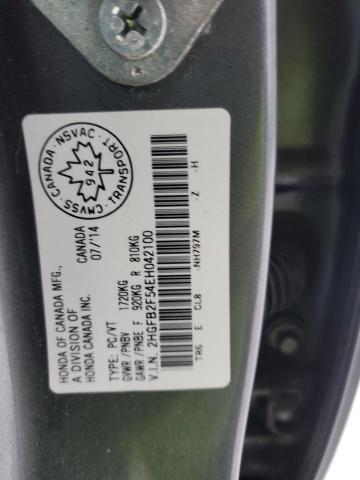 HONDA OF CANADA MFG.,
A DIVISION OF
HONDA CANADA INC.
CANADA
07/'14
CANADA · NSVAC · TRANSPORT · CMVSS ·
942
TYPE: PC/VT
GVWR /PNBV 1720KG
GAWR /PNBE F 920KG R 810KG
V.I.N. 2HGFB2F54EH042100
TR6 E CL8 -NH797M -Z -H